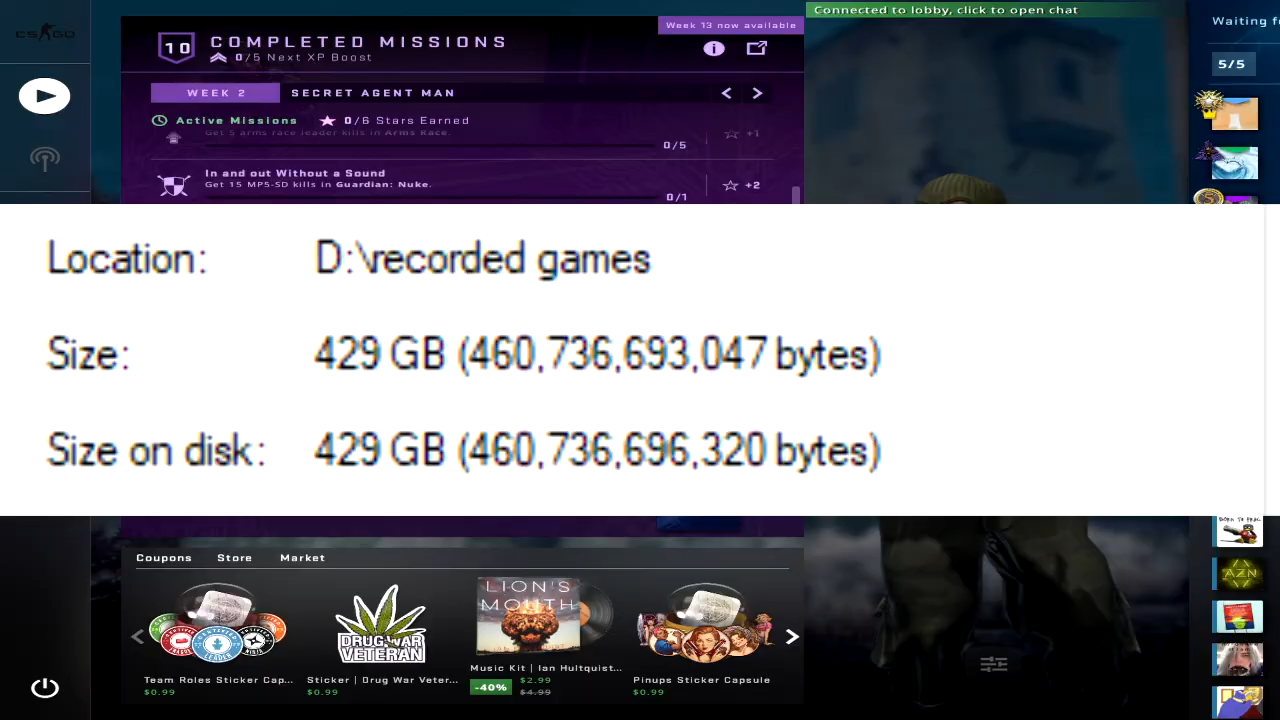 CS GO
Week 13 now available
Connected to lobby, click to open chat
10 COMPLETED MISSIONS
0/5 Next XP Boost
Waiting f
5/5
WEEK 2 SECRET AGENT MAN
Active Missions 0/6 Stars Earned
Get 5 arms race leader kills in Arms Race.
+1
0/5
In and out Without a Sound
Get 15 MP5-SD kills in Guardian: Nuke.
+2
0/1
Location: D:\recorded games
Size: 429 GB (460,736,693,047 bytes)
Size on disk: 429 GB (460,736,696,320 bytes)
Coupons Store Market
LION'S
MOUTH
DRUG WAR
VETERAN
LEADER
NINJA
BORN TO FRAG
AZN
Team Roles Sticker Cap...
$0.99
Sticker | Drug War Veter...
$0.99
Music Kit | Ian Hultquist...
-40% $2.99
$4.99
Pinups Sticker Capsule
$0.99